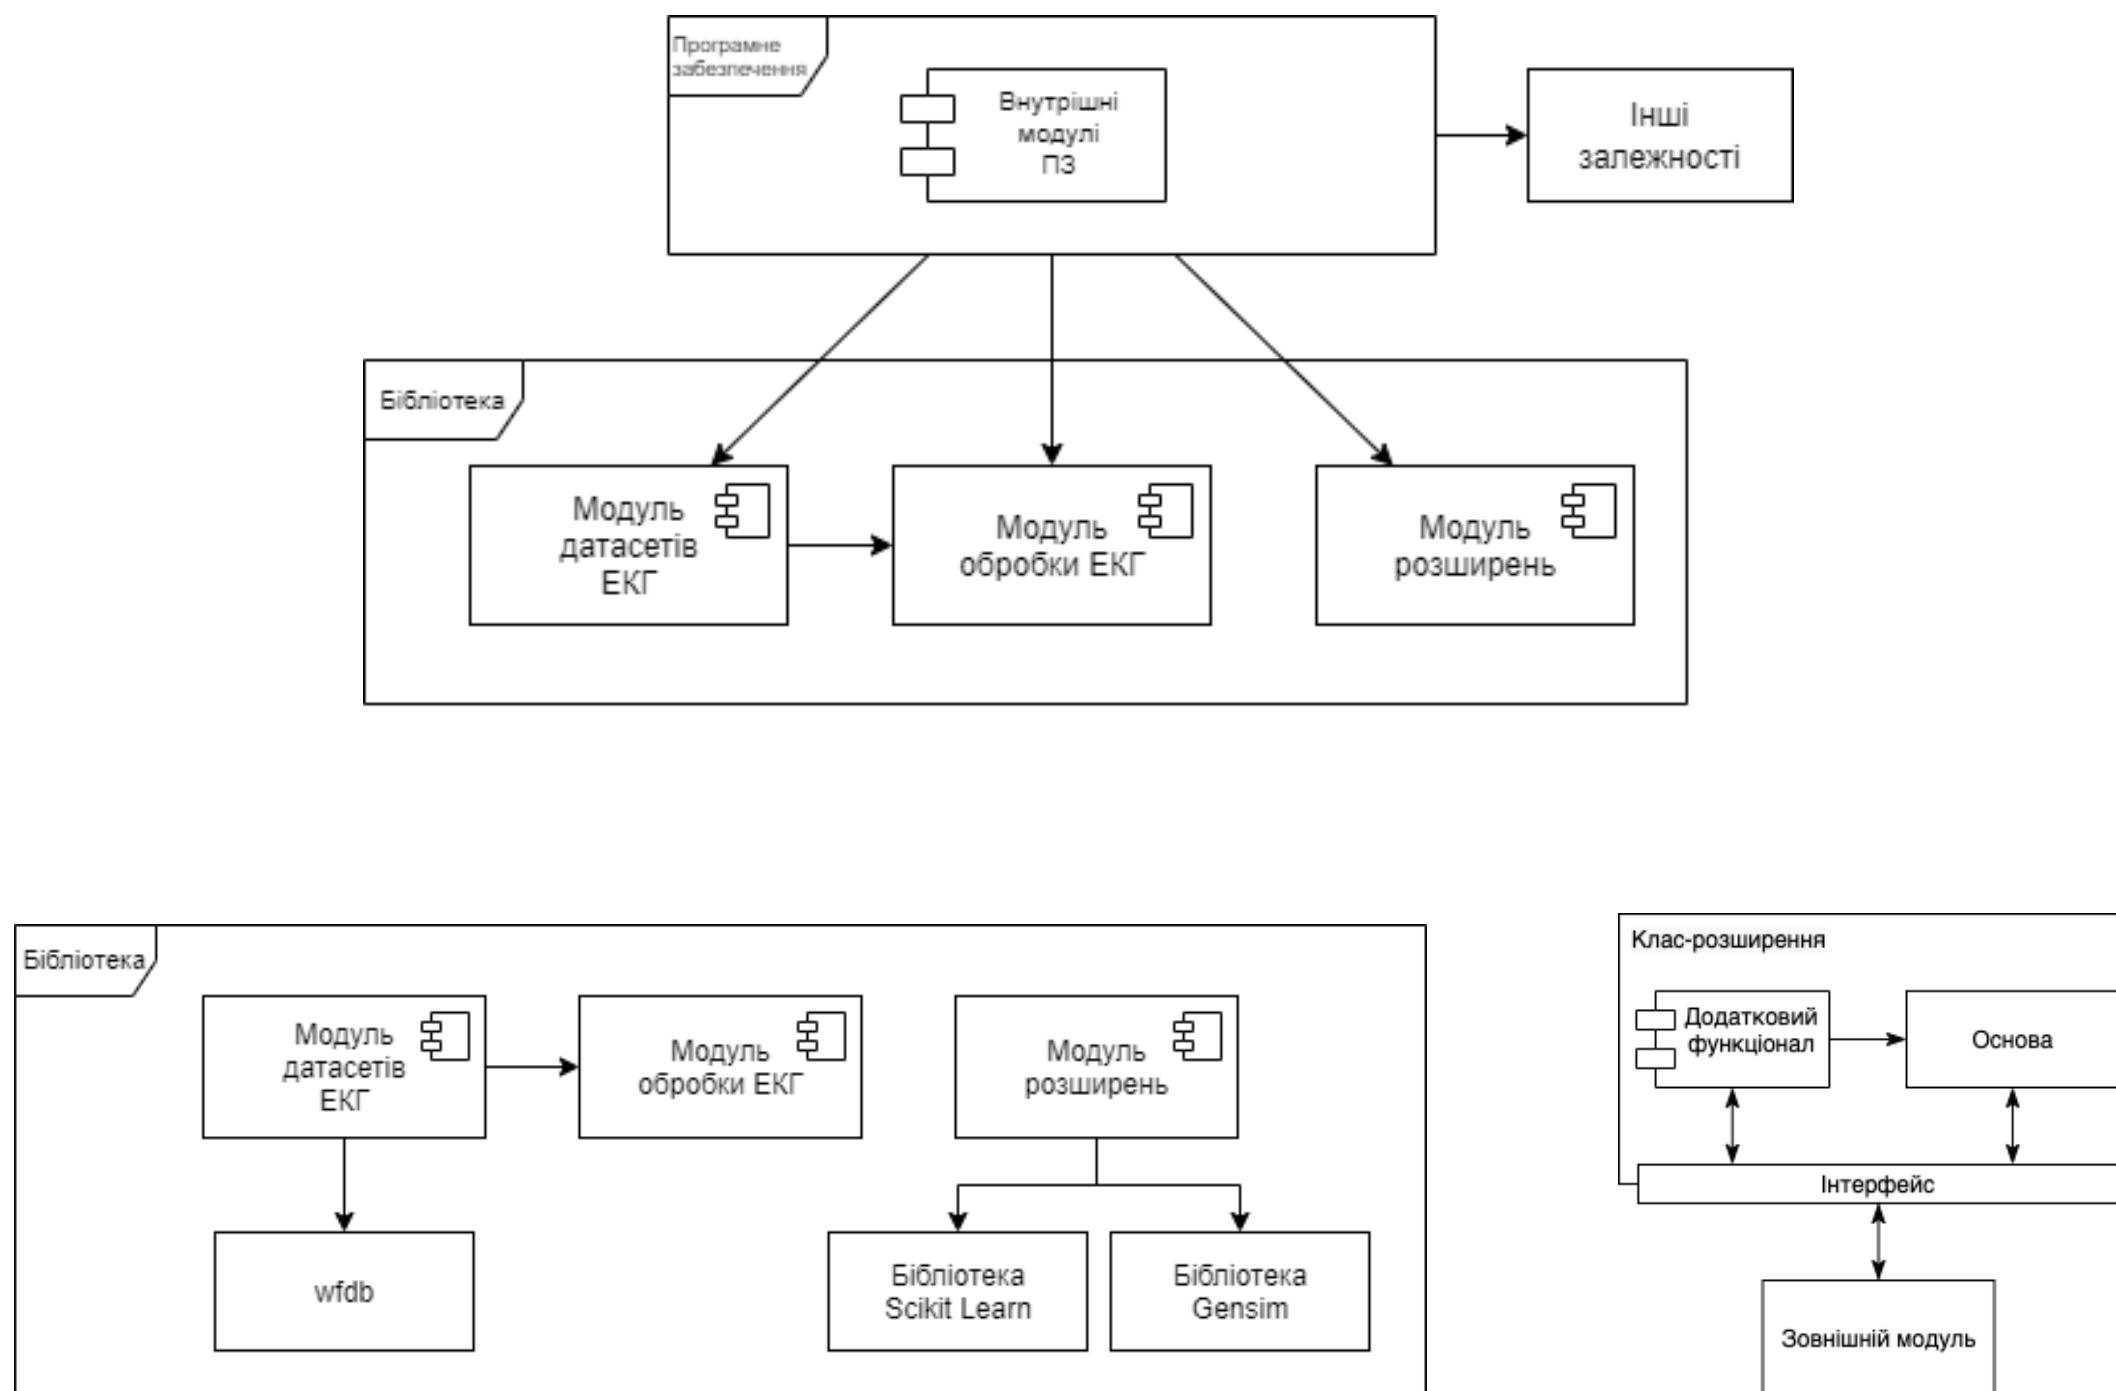 Програмне
забезпечення
Внутрішні
модулі
ПЗ
Інші
залежності
Бібліотека
Модуль
датасетів
ЕКГ
Модуль
обробки ЕКГ
Модуль
розширень
Бібліотека
Модуль
датасетів
ЕКГ
Модуль
обробки ЕКГ
Модуль
розширень
wfdb
Бібліотека
Scikit Learn
Бібліотека
Gensim
Клас-розширення
Додатковий
функціонал
Основа
Інтерфейс
Зовнішній модуль